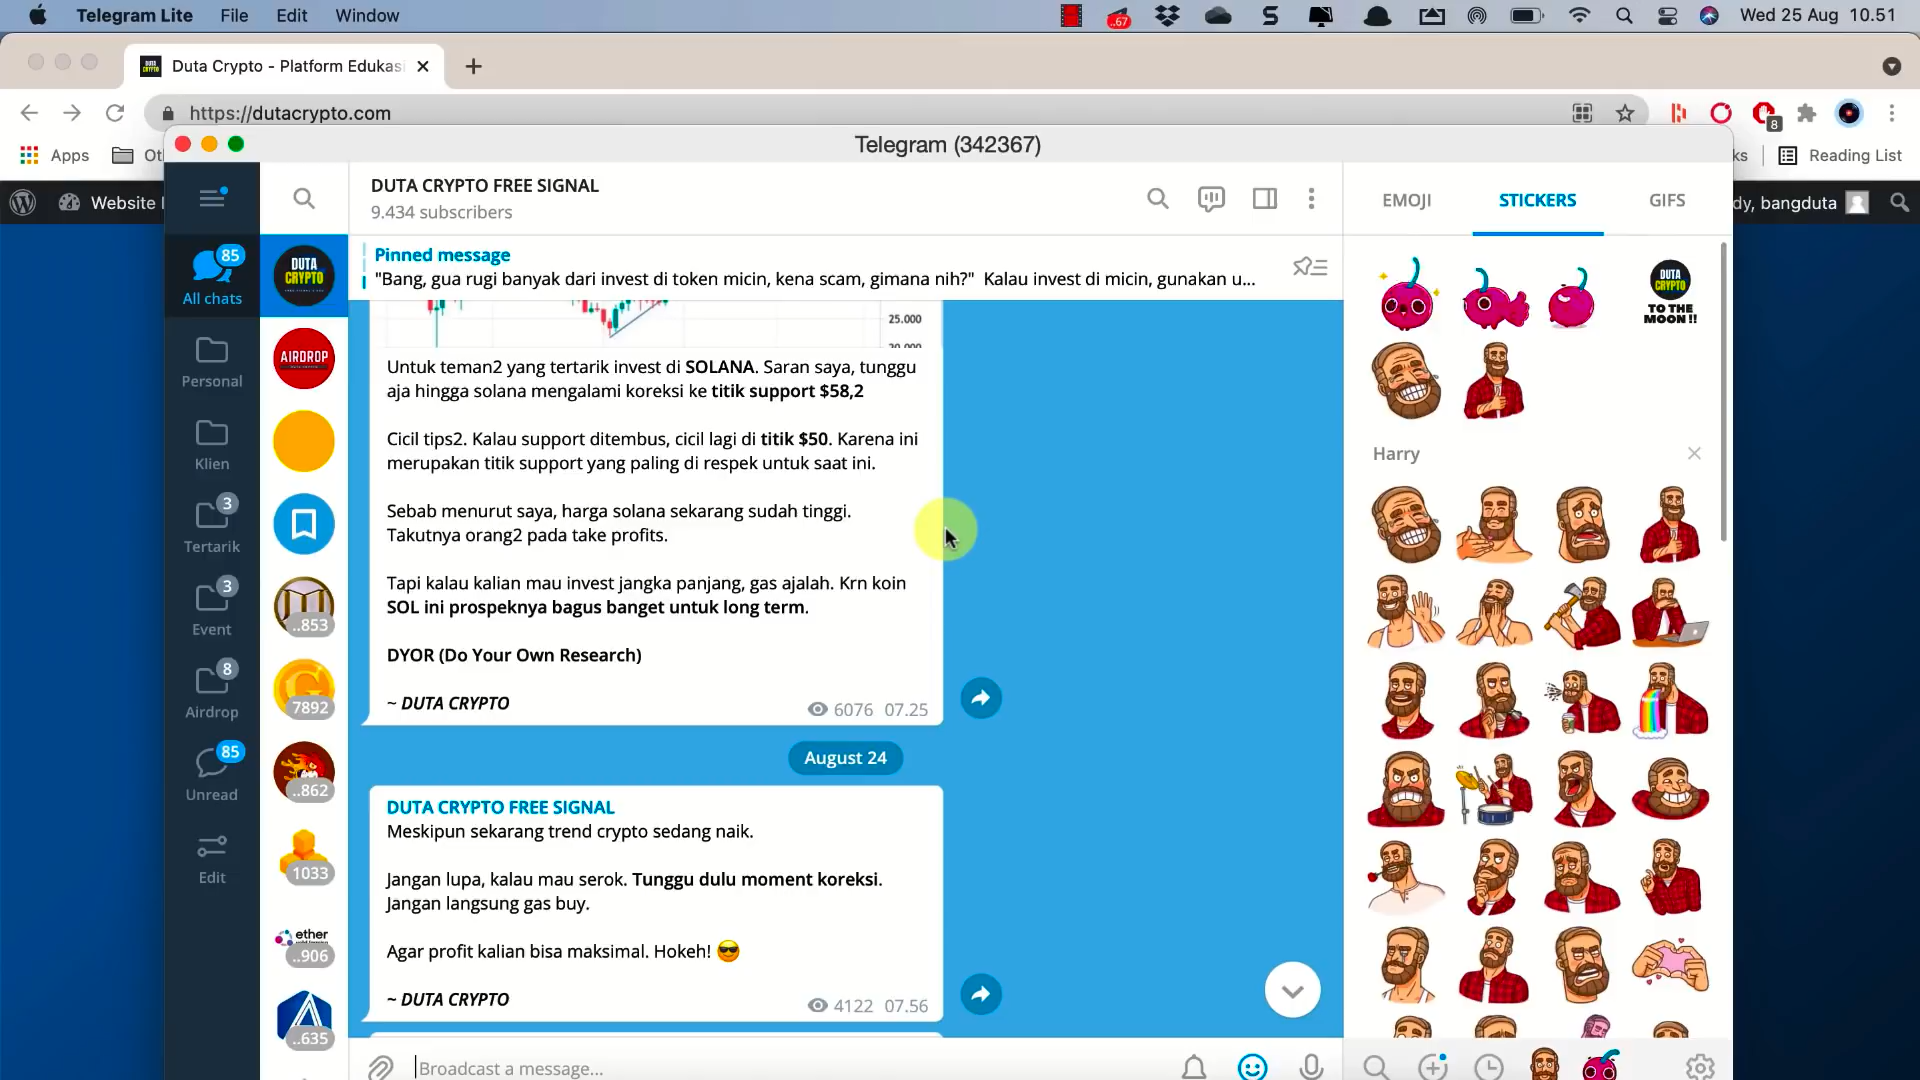 Telegram Lite File Edit Window
..67
Wed 25 Aug 10.51
Duta Crypto - Platform Edukas
https://dutacrypto.com
8
Apps
Ot
ks
Reading List
Telegram (342367)
Website
dy, bangduta
DUTA CRYPTO FREE SIGNAL
9.434 subscribers
EMOJI STICKERS GIFS
85
All chats
Personal
Klien
3
Tertarik
3
Event
8
Airdrop
85
Unread
Edit
DUTA
CRYPTO
AIRDROP
..853
7892
..862
1033
ether
..906
..635
Pinned message
"Bang, gua rugi banyak dari invest di token micin, kena scam, gimana nih?" Kalau invest di micin, gunakan u...
25.000
Untuk teman2 yang tertarik invest di SOLANA. Saran saya, tunggu
aja hingga solana mengalami koreksi ke titik support $58,2
Cicil tips2. Kalau support ditembus, cicil lagi di titik $50. Karena ini
merupakan titik support yang paling di respek untuk saat ini.
Sebab menurut saya, harga solana sekarang sudah tinggi.
Takutnya orang2 pada take profits.
Tapi kalau kalian mau invest jangka panjang, gas ajalah. Krn koin
SOL ini prospeknya bagus banget untuk long term.
DYOR (Do Your Own Research)
~ DUTA CRYPTO
6076 07.25
August 24
DUTA CRYPTO FREE SIGNAL
Meskipun sekarang trend crypto sedang naik.
Jangan lupa, kalau mau serok. Tunggu dulu moment koreksi.
Jangan langsung gas buy.
Agar profit kalian bisa maksimal. Hokeh! 😎
~ DUTA CRYPTO
4122 07.56
Broadcast a message...
DUTA
CRYPTO
TO THE
MOON !!
Harry